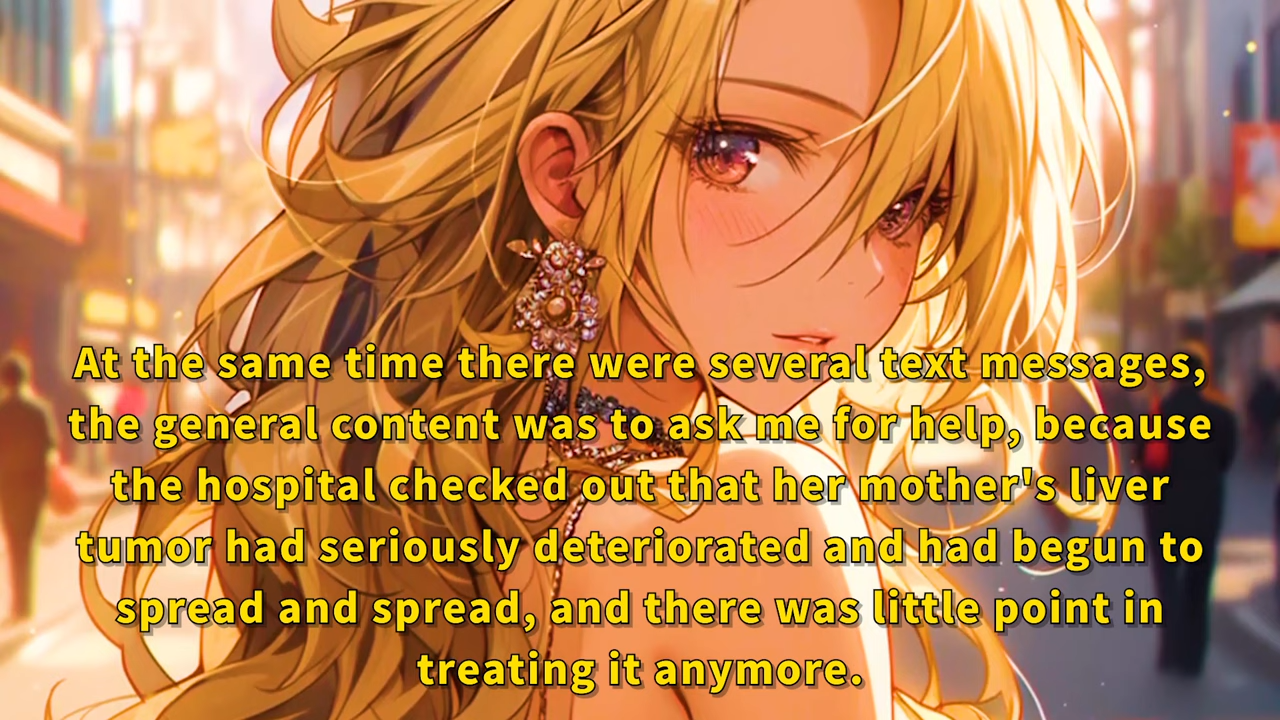 At the same time there were several text messages,
the general content was to ask me for help, because
the hospital checked out that her mother's liver
tumor had seriously deteriorated and had begun to
spread and spread, and there was little point in
treating it anymore.